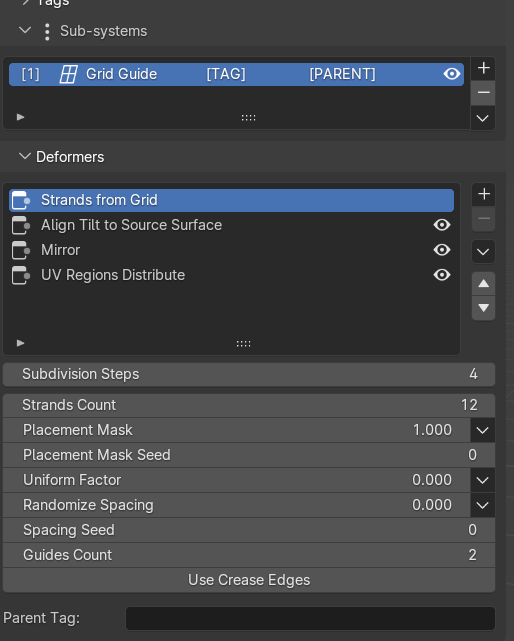 Tags
Sub-systems
[1] Grid Guide [TAG] [PARENT]
Deformers
Strands from Grid
Align Tilt to Source Surface
Mirror
UV Regions Distribute
Subdivision Steps 4
Strands Count 12
Placement Mask 1.000
Placement Mask Seed 0
Uniform Factor 0.000
Randomize Spacing 0.000
Spacing Seed 0
Guides Count 2
Use Crease Edges
Parent Tag: